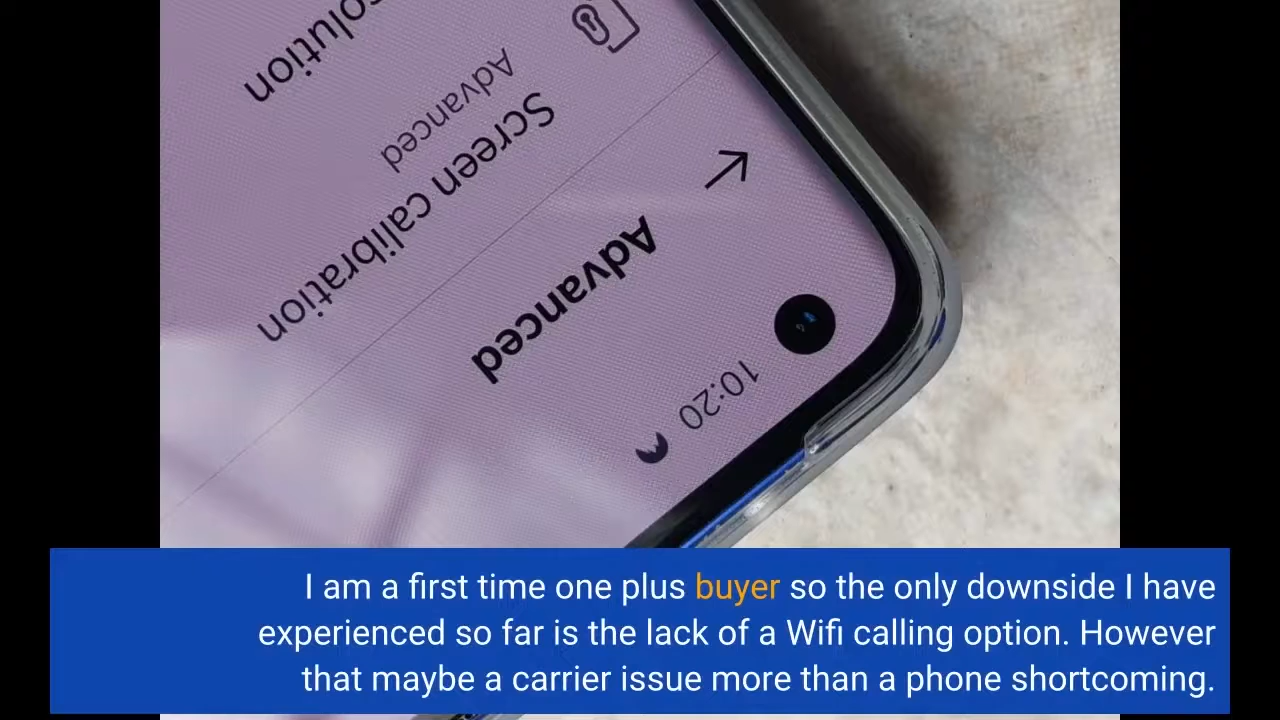 10:20
Advanced
Screen calibration
Advanced
I am a first time one plus buyer so the only downside I have
experienced so far is the lack of a Wifi calling option. However
that maybe a carrier issue more than a phone shortcoming.